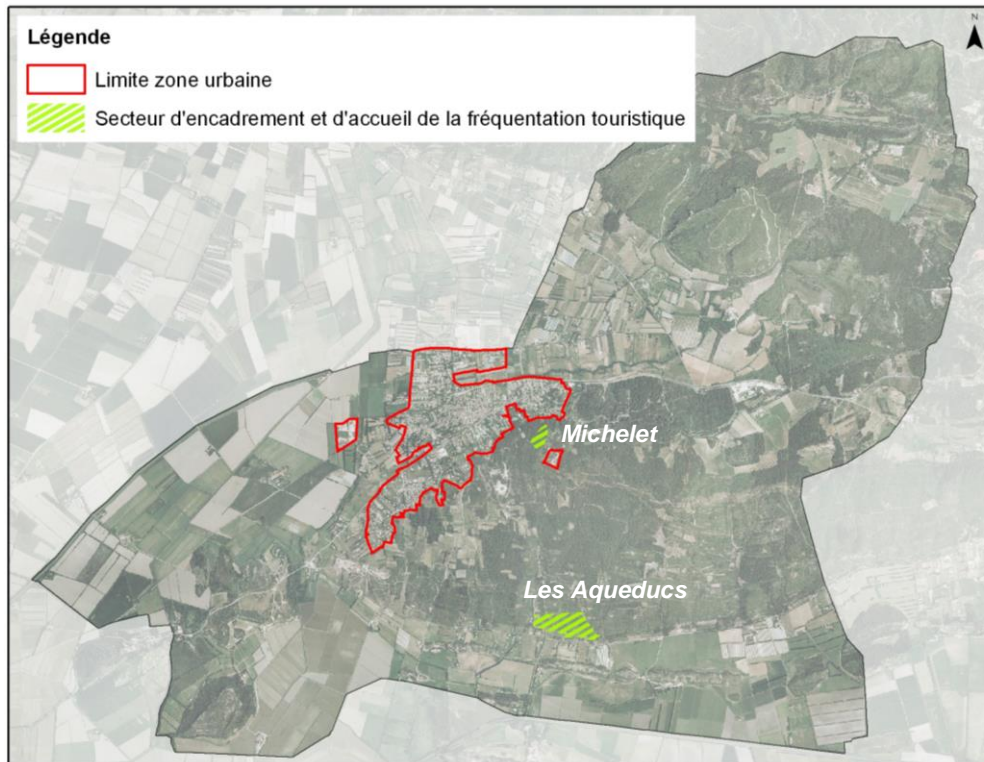 Légende
Limite zone urbaine
Secteur d'encadrement et d'accueil de la fréquentation touristique
N
Michelet
Les Aqueducs